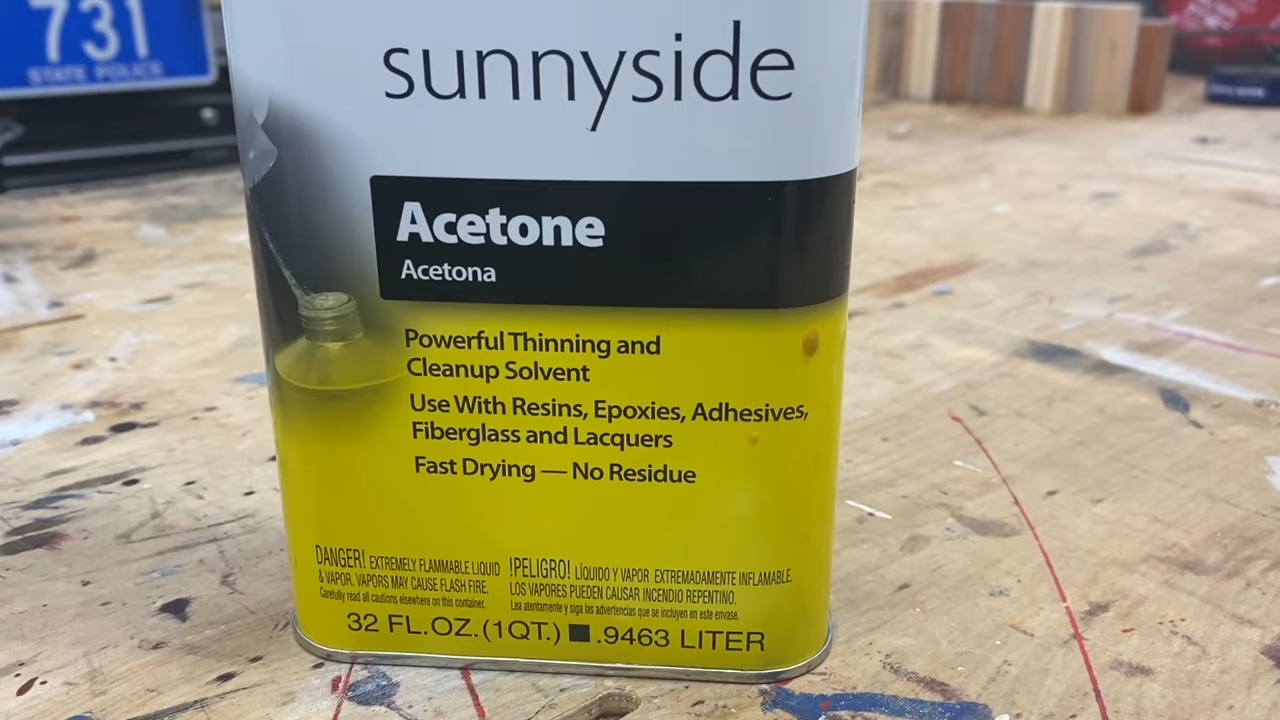 731
STATE POLICE
sunnyside
Acetone
Acetona
Powerful Thinning and
Cleanup Solvent
Use With Resins, Epoxies, Adhesives,
Fiberglass and Lacquers
Fast Drying — No Residue
DANGER! EXTREMELY FLAMMABLE LIQUID
& VAPOR. VAPORS MAY CAUSE FLASH FIRE.
Carefully read all cautions elsewhere on this container.
!PELIGRO! LÍQUIDO Y VAPOR EXTREMADAMENTE INFLAMABLE.
LOS VAPORES PUEDEN CAUSAR INCENDIO REPENTINO.
Lea atentamente y siga las advertencias que se incluyen en este envase.
32 FL.OZ.(1QT.) ■ .9463 LITER